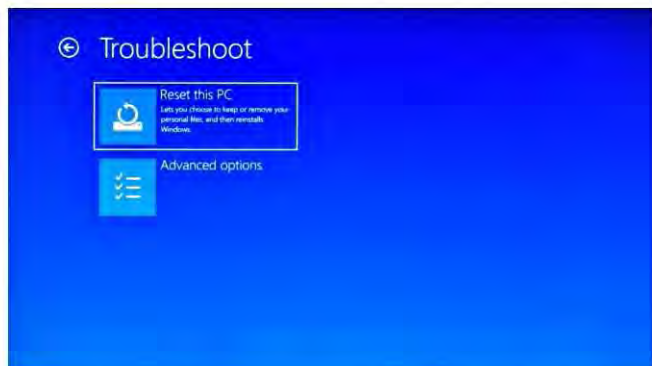 Troubleshoot
Reset this PC
Lets you choose to keep or remove your
personal files, and then reinstalls
Windows.
Advanced options